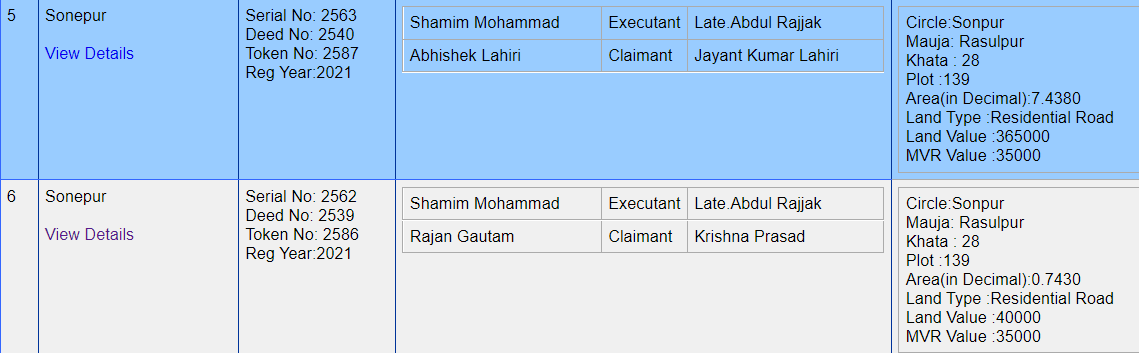 5
Sonepur
View Details
Serial No: 2563
Deed No: 2540
Token No: 2587
Reg Year:2021
Shamim Mohammad Executant Late.Abdul Rajjak
Abhishek Lahiri Claimant Jayant Kumar Lahiri
Circle:Sonpur
Mauja: Rasulpur
Khata : 28
Plot :139
Area(in Decimal):7.4380
Land Type :Residential Road
Land Value :365000
MVR Value :35000
6
Sonepur
View Details
Serial No: 2562
Deed No: 2539
Token No: 2586
Reg Year:2021
Shamim Mohammad Executant Late.Abdul Rajjak
Rajan Gautam Claimant Krishna Prasad
Circle:Sonpur
Mauja: Rasulpur
Khata : 28
Plot :139
Area(in Decimal):0.7430
Land Type :Residential Road
Land Value :40000
MVR Value :35000